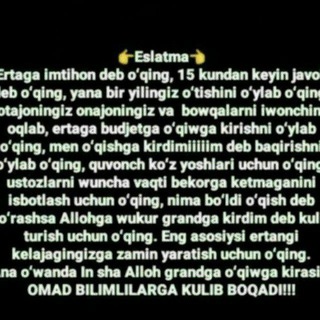 👉Eslatma👈
Ertaga imtihon deb o‘qing, 15 kundan keyin javo
deb o‘qing, yana bir yilingiz o‘tishini o‘ylab o‘qing
otajoningiz onajoningiz va bowqalarni iwonchin
oqlab, ertaga budjetga o‘qiwga kirishni o‘ylab
o‘qing, men o‘qishga kirdimiiiiim deb baqirishni
o‘ylab o‘qing, quvonch ko‘z yoshlari uchun o‘qing
ustozlarni wuncha vaqti bekorga ketmaganini
isbotlash uchun o‘qing, nima bo‘ldi o‘qish deb
so‘rashsa Allohga wukur grandga kirdim deb kul
turish uchun o‘qing. Eng asosiysi ertangi
kelajagingizga zamin yaratish uchun o‘qing.
ana o‘wanda In sha Alloh grandga o‘qiwga kirasi
OMAD BILIMLILARGA KULIB BOQADI!!!